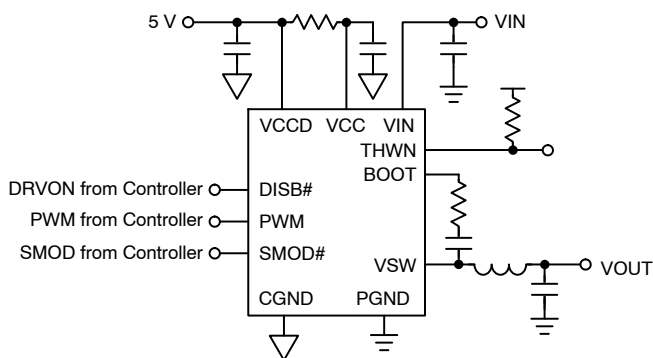 5 V
VIN
VCCD VCC VIN
THWN
BOOT
DRVON from Controller
DISB#
PWM from Controller
PWM
SMOD from Controller
SMOD#
VSW
VOUT
CGND PGND